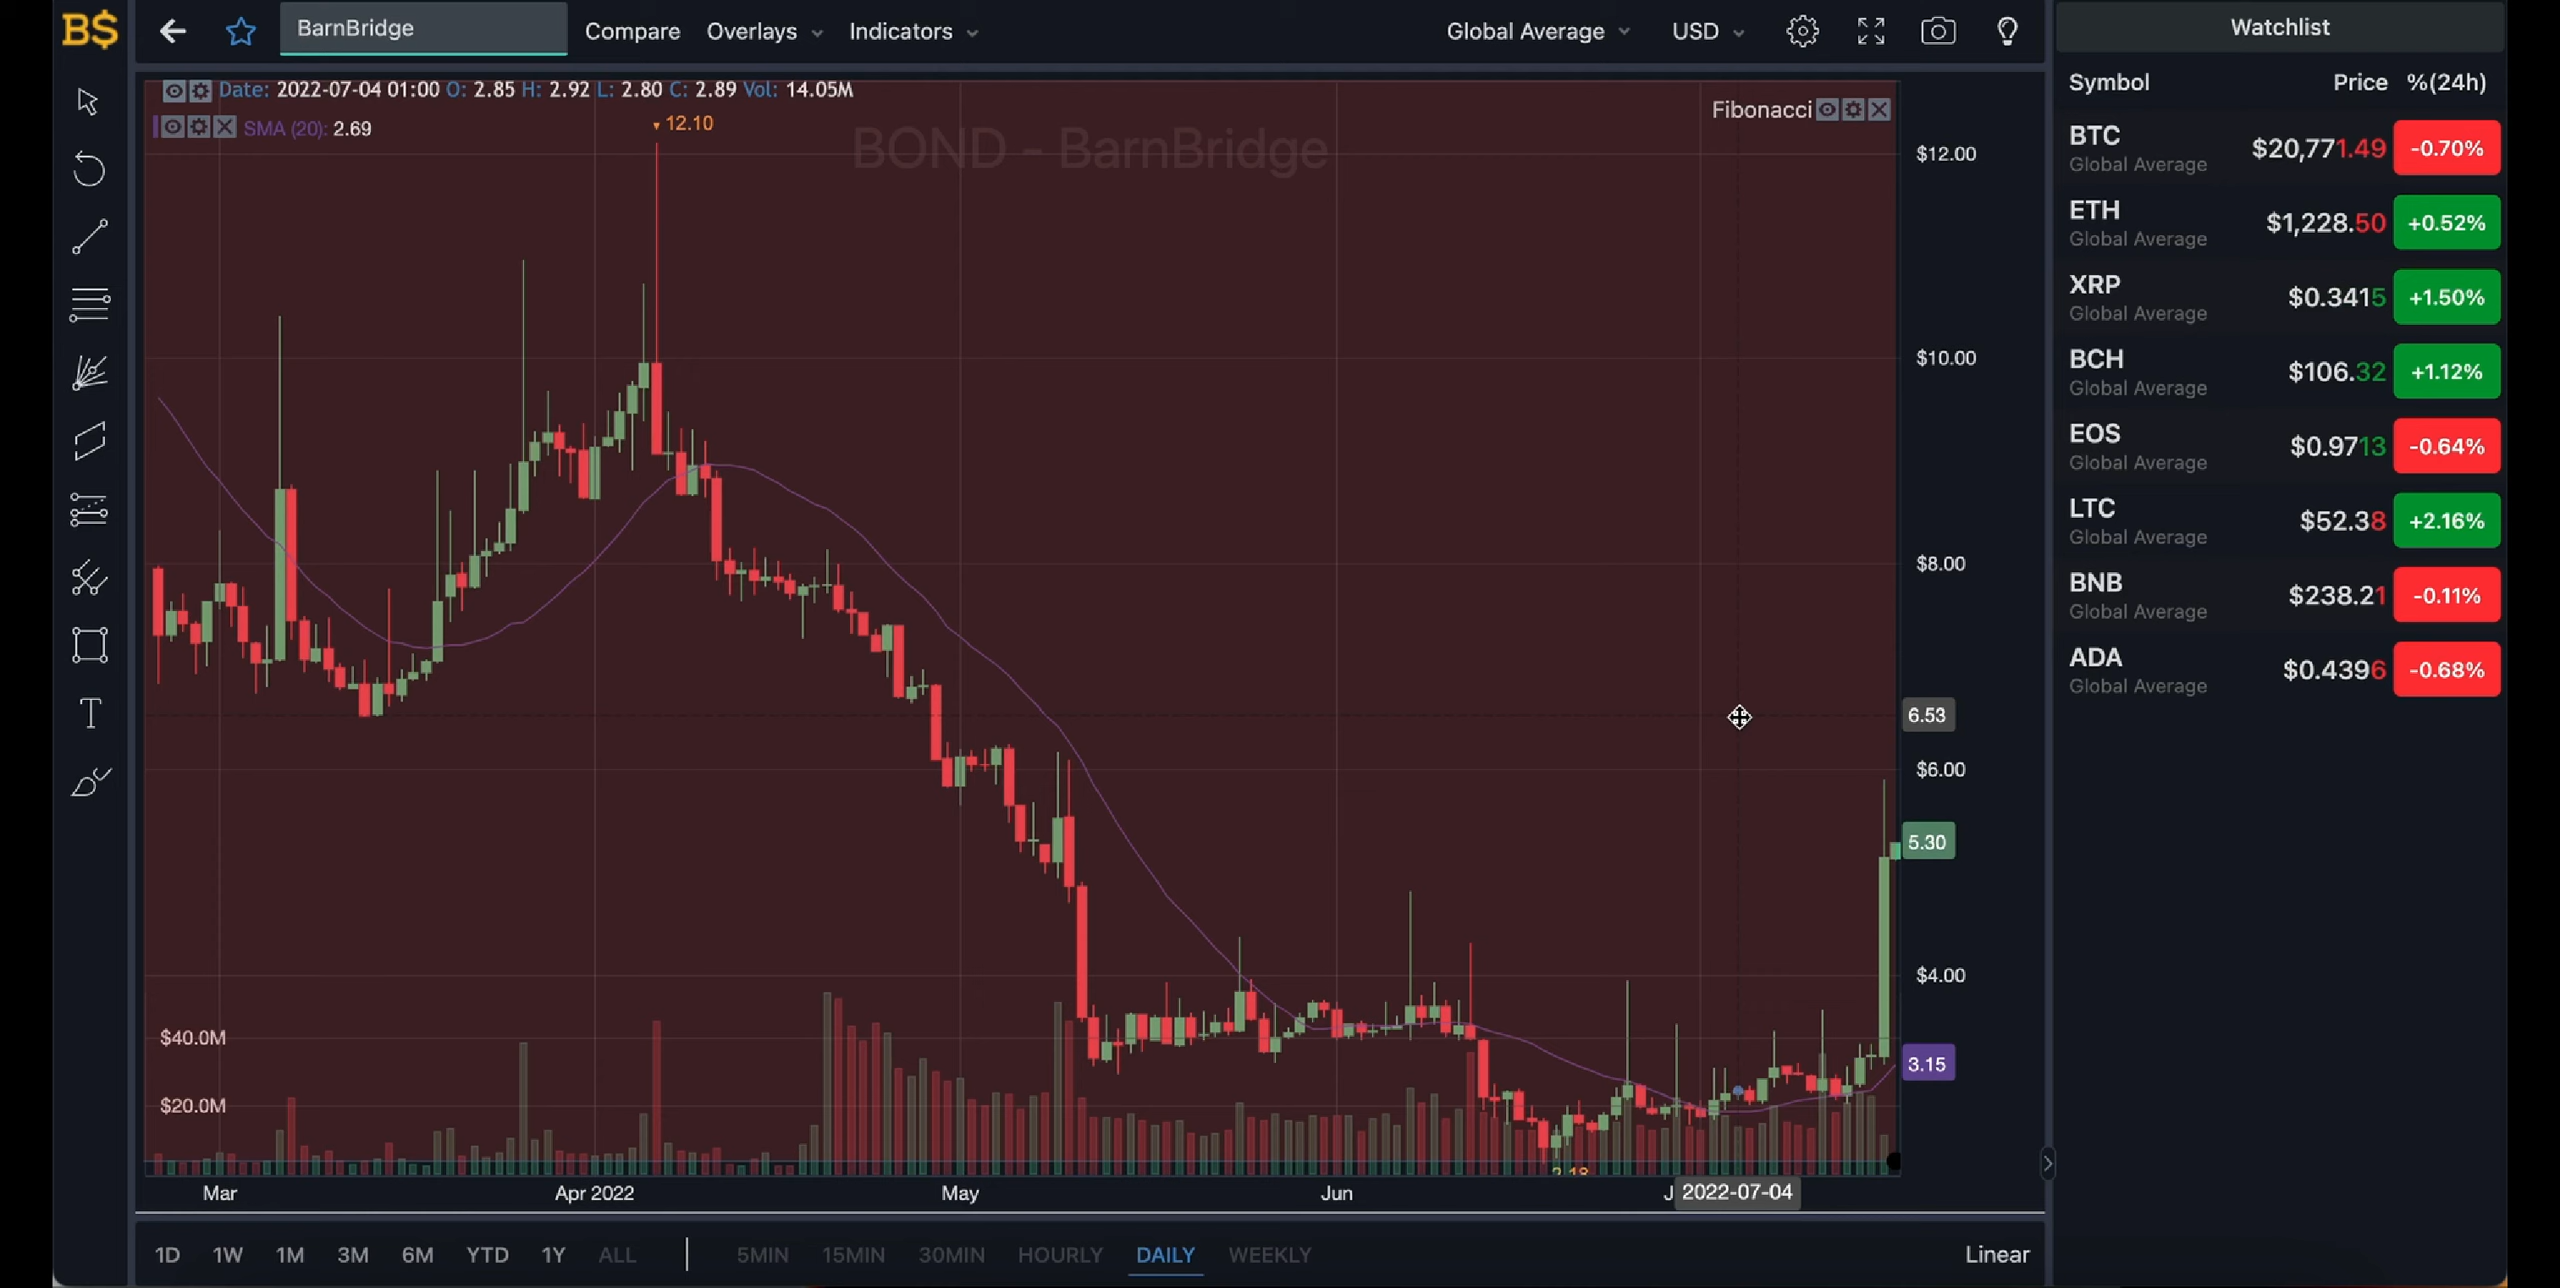 B$
BarnBridge
Compare
Overlays
Indicators
Global Average
USD
Date: 2022-07-04 01:00 O: 2.85 H: 2.92 L: 2.80 C: 2.89 Vol: 14.05M
SMA (20): 2.69
12.10
BOND - BarnBridge
Fibonacci
$12.00
$10.00
$8.00
6.53
$6.00
5.30
$4.00
3.15
$40.0M
$20.0M
2.18
Mar
Apr 2022
May
Jun
J
2022-07-04
1D 1W 1M 3M 6M YTD 1Y ALL
5MIN 15MIN 30MIN HOURLY DAILY WEEKLY
Linear
Watchlist
Symbol Price %(24h)
BTC $20,771.49 -0.70%
Global Average
ETH $1,228.50 +0.52%
Global Average
XRP $0.3415 +1.50%
Global Average
BCH $106.32 +1.12%
Global Average
EOS $0.9713 -0.64%
Global Average
LTC $52.38 +2.16%
Global Average
BNB $238.21 -0.11%
Global Average
ADA $0.4396 -0.68%
Global Average